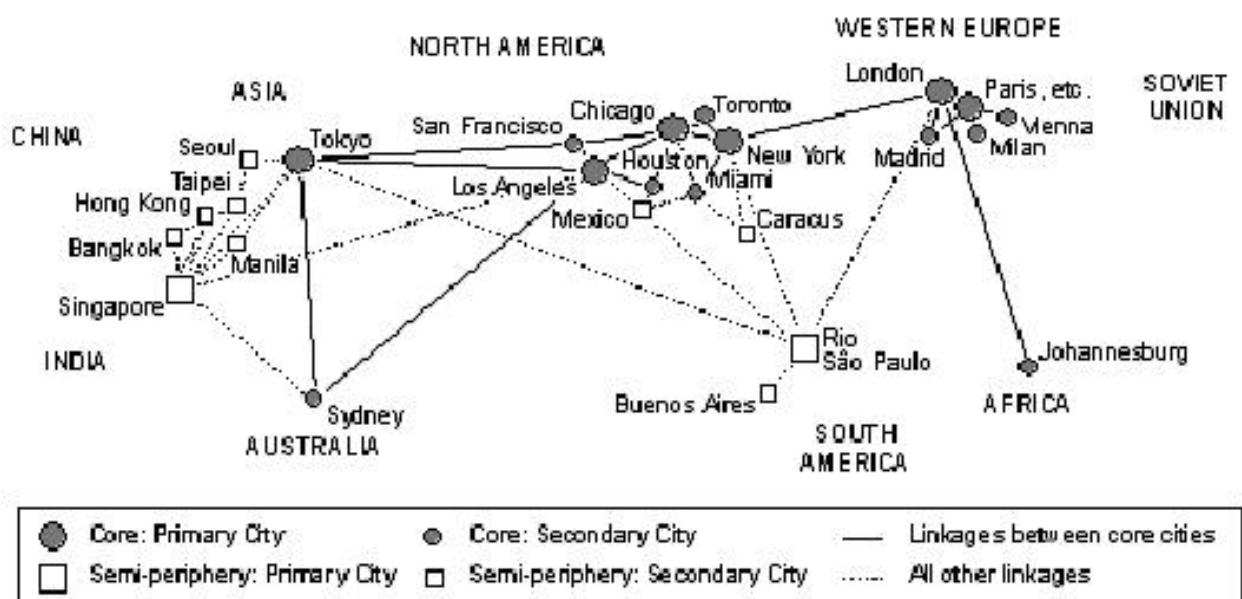 WESTERN EUROPE
NORTH AMERICA
London
Paris, etc.
SOVIET
UNION
ASIA
Chicago
Toronto
CHINA
San Francisco
Vienna
Tokyo
Seoul
Houston
New York
Madrid
Milan
Taipei
Los Angeles
Miami
Hong Kong
Mexico
Caracus
Bangkok
Manila
Singapore
Rio
São Paulo
Johannesburg
INDIA
Buenos Aires
AFRICA
Sydney
AUSTRALIA
SOUTH
AMERICA
Core: Primary City
Core: Secondary City
Linkages between core cities
Semi-periphery: Primary City
Semi-periphery: Secondary City
All other linkages